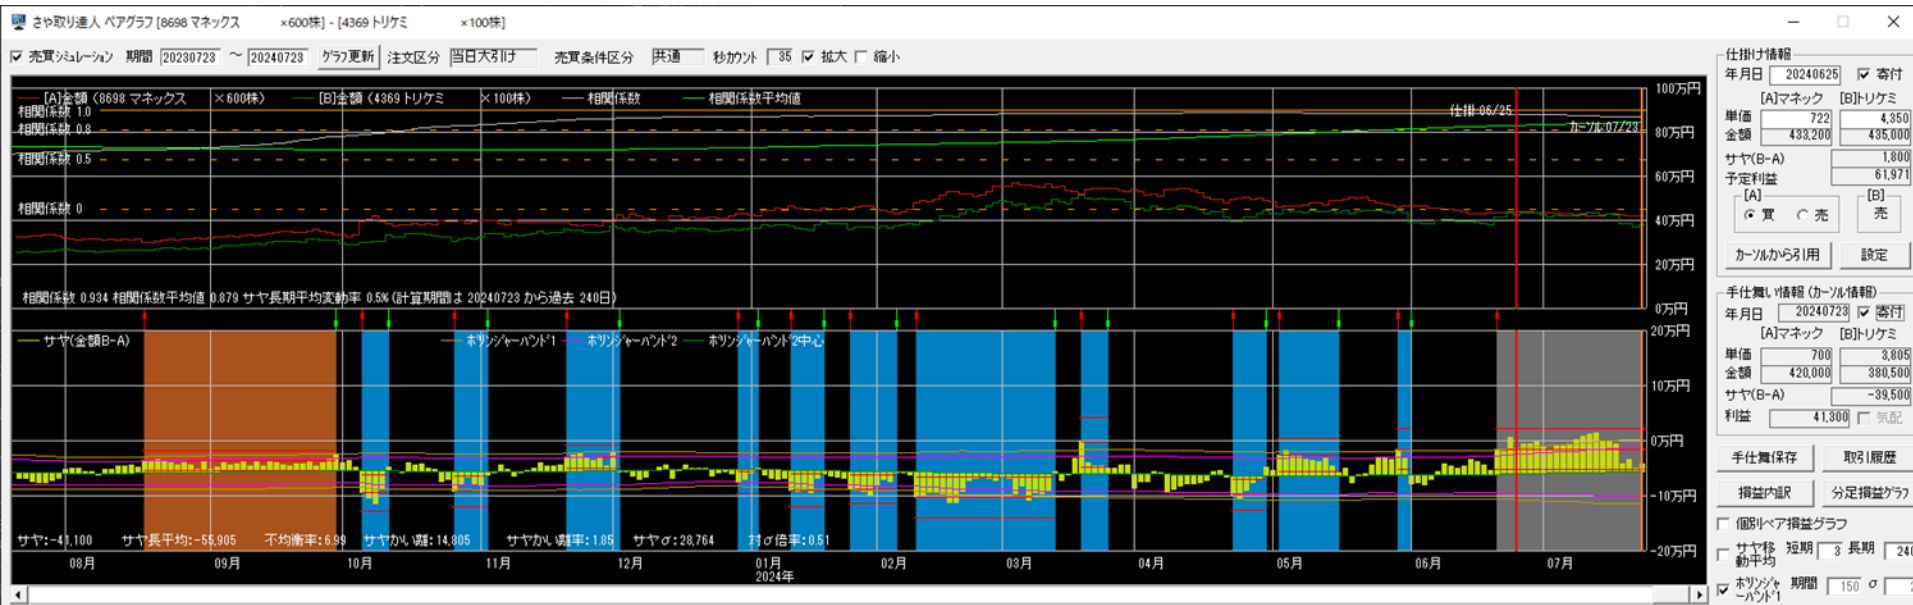 さや取り達人 ペアグラフ [8698 マネックス ×600株] - [4369 トリケミ ×100株]
売買シミュレーション 期間 20230723 ～ 20240723 グラフ更新 注文区分 当日大引け 売買条件区分 共通 秒カウント 35 拡大 縮小
[A]金額 (8698 マネックス ×600株) [B]金額 (4369 トリケミ ×100株) 相関係数 相関係数平均値
相関係数 1.0
相関係数 0.8
相関係数 0.5
相関係数 0
仕掛:06/25
カーソル:07/23
100万円
80万円
60万円
40万円
20万円
0万円
相関係数 0.934 相関係数平均値 0.879 サヤ長期平均変動率 0.5% (計算期間は 20240723 から過去 240日)
サヤ(金額B-A) ボリンジャーバンド1 ボリンジャーバンド2 ボリンジャーバンド2中心
20万円
10万円
0万円
-10万円
-20万円
サヤ:-41,100 サヤ長平均:-55,905 不均衡率:6.99 サヤかい離:14,805 サヤかい離率:1.85 サヤσ:28,764 対σ倍率:0.51
08月 09月 10月 11月 12月 01月 02月 03月 04月 05月 06月 07月
2024年
仕掛け情報
年月日 20240625 寄付
[A]マネック [B]トリケミ
単価 722 4,350
金額 433,200 435,000
サヤ(B-A) 1,800
予定利益 61,971
[A] [B]
買 売 売
カーソルから引用 設定
手仕舞い情報 (カーソル情報)
年月日 20240723 寄付
[A]マネック [B]トリケミ
単価 700 3,805
金額 420,000 380,500
サヤ(B-A) -39,500
利益 41,300 気配
手仕舞保存 取引履歴
損益内訳 分足損益グラフ
個別ペア損益グラフ
サヤ移動平均 短期 3 長期 240
ボリンジャーバンド1 期間 150 σ 2